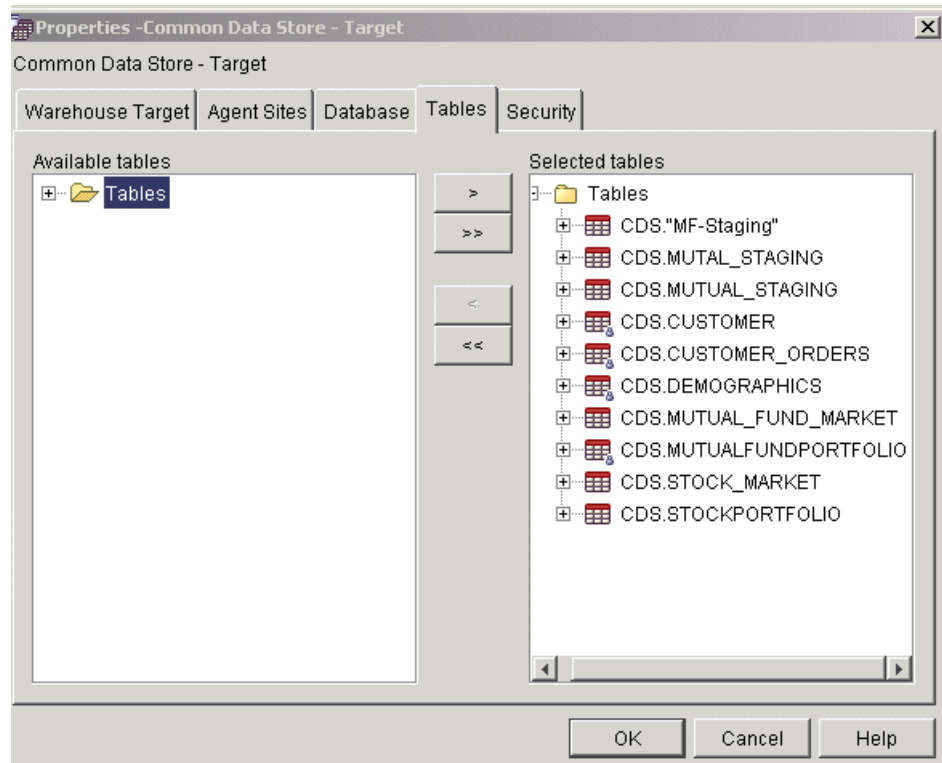 Properties -Common Data Store - Target
Common Data Store - Target
Warehouse Target Agent Sites Database Tables Security
Available tables
Tables
>
>>
<
<<
Selected tables
Tables
CDS."MF-Staging"
CDS.MUTAL_STAGING
CDS.MUTUAL_STAGING
CDS.CUSTOMER
CDS.CUSTOMER_ORDERS
CDS.DEMOGRAPHICS
CDS.MUTUAL_FUND_MARKET
CDS.MUTUALFUNDPORTFOLIO
CDS.STOCK_MARKET
CDS.STOCKPORTFOLIO
OK Cancel Help